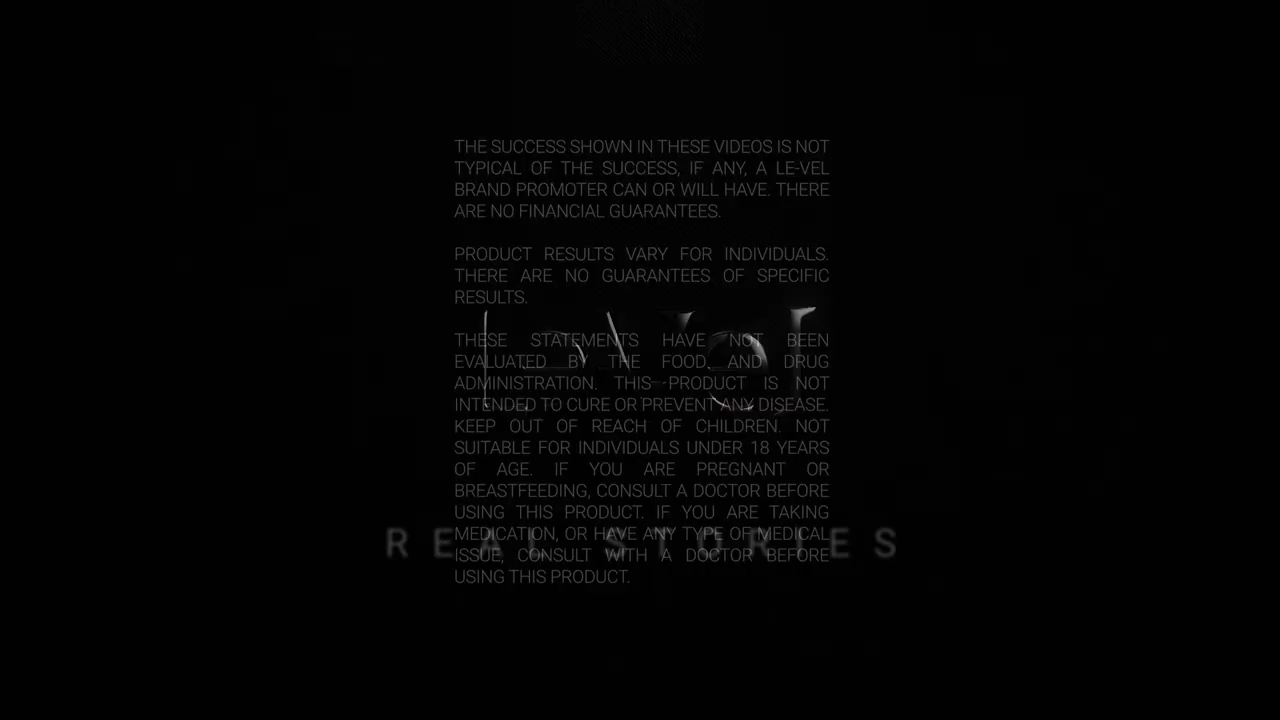 THE SUCCESS SHOWN IN THESE VIDEOS IS NOT
TYPICAL OF THE SUCCESS, IF ANY, A LE-VEL
BRAND PROMOTER CAN OR WILL HAVE. THERE
ARE NO FINANCIAL GUARANTEES.
PRODUCT RESULTS VARY FOR INDIVIDUALS.
THERE ARE NO GUARANTEES OF SPECIFIC
RESULTS.
THESE STATEMENTS HAVE NOT BEEN
EVALUATED BY THE FOOD AND DRUG
ADMINISTRATION. THIS PRODUCT IS NOT
INTENDED TO CURE OR PREVENT ANY DISEASE.
KEEP OUT OF REACH OF CHILDREN. NOT
SUITABLE FOR INDIVIDUALS UNDER 18 YEARS
OF AGE. IF YOU ARE PREGNANT OR
BREASTFEEDING, CONSULT A DOCTOR BEFORE
USING THIS PRODUCT. IF YOU ARE TAKING
MEDICATION, OR HAVE ANY TYPE OF MEDICAL
ISSUE, CONSULT WITH A DOCTOR BEFORE
USING THIS PRODUCT.
REAL STORIES